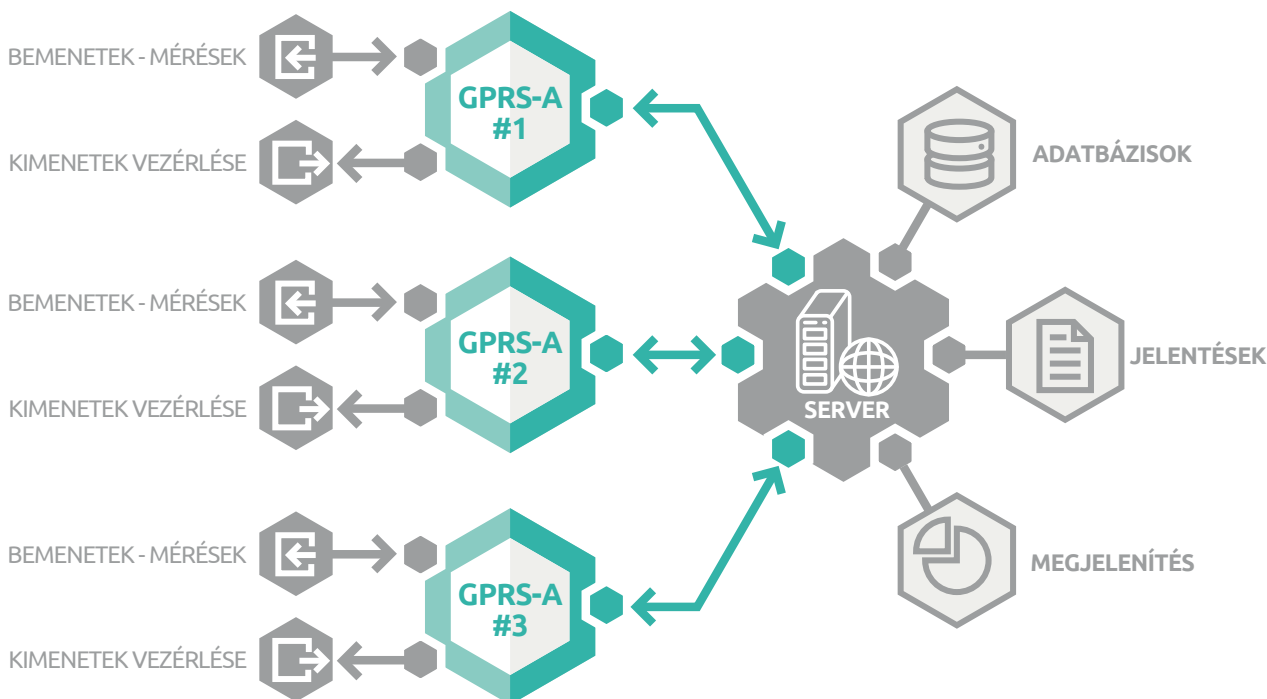 BEMENETEK - MÉRÉSEK
GPRS-A
#1
KIMENETEK VEZÉRLÉSE
ADATBÁZISOK
BEMENETEK - MÉRÉSEK
GPRS-A
#2
KIMENETEK VEZÉRLÉSE
SERVER
JELENTÉSEK
BEMENETEK - MÉRÉSEK
GPRS-A
#3
KIMENETEK VEZÉRLÉSE
MEGJELENÍTÉS